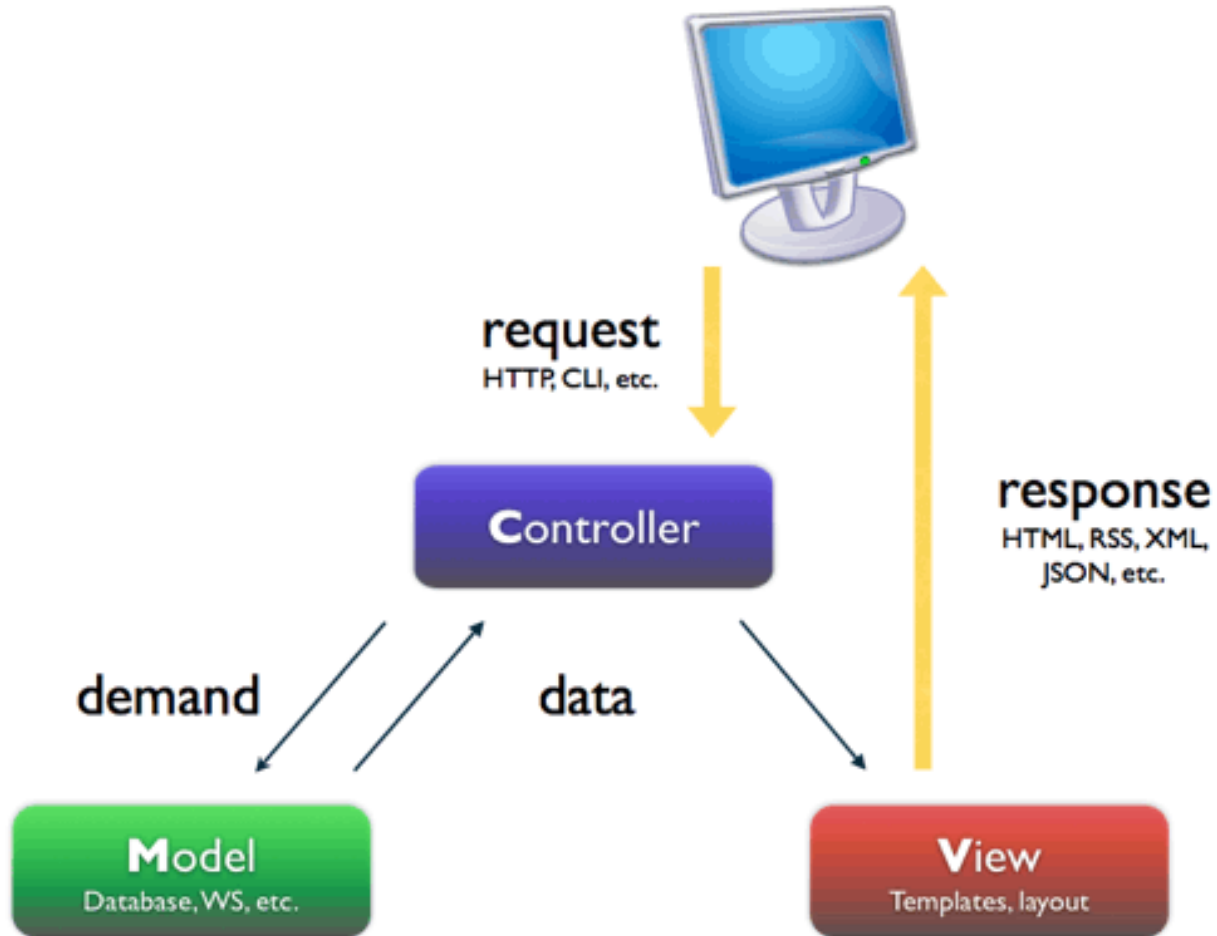 request
HTTP, CLI, etc.
Controller
response
HTML, RSS, XML,
JSON, etc.
demand
data
Model
Database, WS, etc.
View
Templates, layout